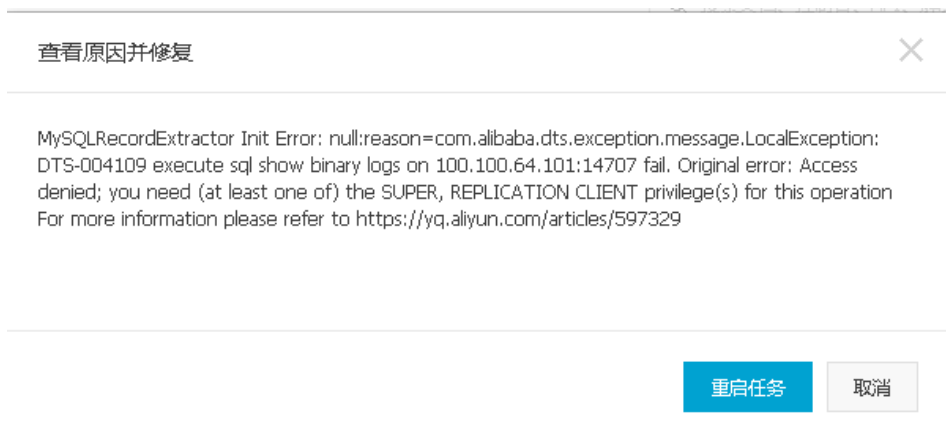 查看原因并修复
MySQLRecordExtractor Init Error: null:reason=com.alibaba.dts.exception.message.LocalException:
DTS-004109 execute sql show binary logs on 100.100.64.101:14707 fail. Original error: Access
denied; you need (at least one of) the SUPER, REPLICATION CLIENT privilege(s) for this operation
For more information please refer to https://yq.aliyun.com/articles/597329
重启任务
取消